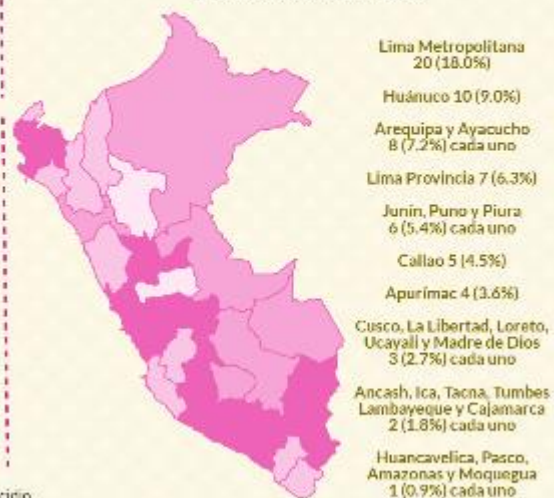 Lima Metropolitana
20 (18.0%)
Huánuco 10 (9.0%)
Arequipa y Ayacucho
8 (7.2%) cada uno
Lima Provincia 7 (6.3%)
Junín, Puno y Piura
6 (5.4%) cada uno
Callao 5 (4.5%)
Apurímac 4 (3.6%)
Cusco, La Libertad, Loreto,
Ucayali y Madre de Dios
3 (2.7%) cada uno
Ancash, Ica, Tacna, Tumbes
Lambayeque y Cajamarca
2 (1.8%) cada uno
Huancavelica, Pasco,
Amazonas y Moquegua
1 (0.9%) cada uno